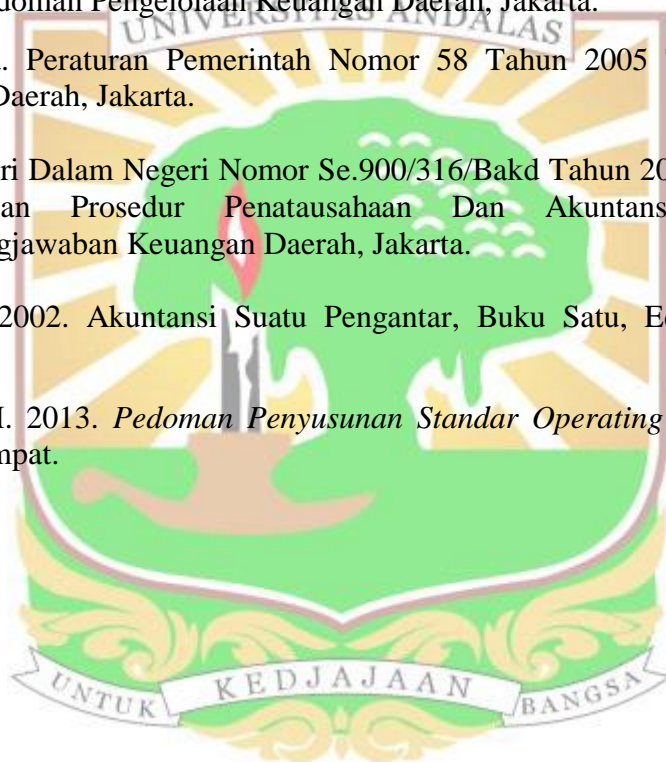 doman Pengelolaan Keuangan Daerah, Jakarta.
UNIVERSITAS ANDALAS
. Peraturan Pemerintah Nomor 58 Tahun 2005
Daerah, Jakarta.
ri Dalam Negeri Nomor Se.900/316/Bakd Tahun 20
an Prosedur Penatausahaan Dan Akuntans
gjawaban Keuangan Daerah, Jakarta.
2002. Akuntansi Suatu Pengantar, Buku Satu, E
I. 2013. Pedoman Penyusunan Standar Operating
mpat.
UNTUK KEDJAJAAN BANGSA